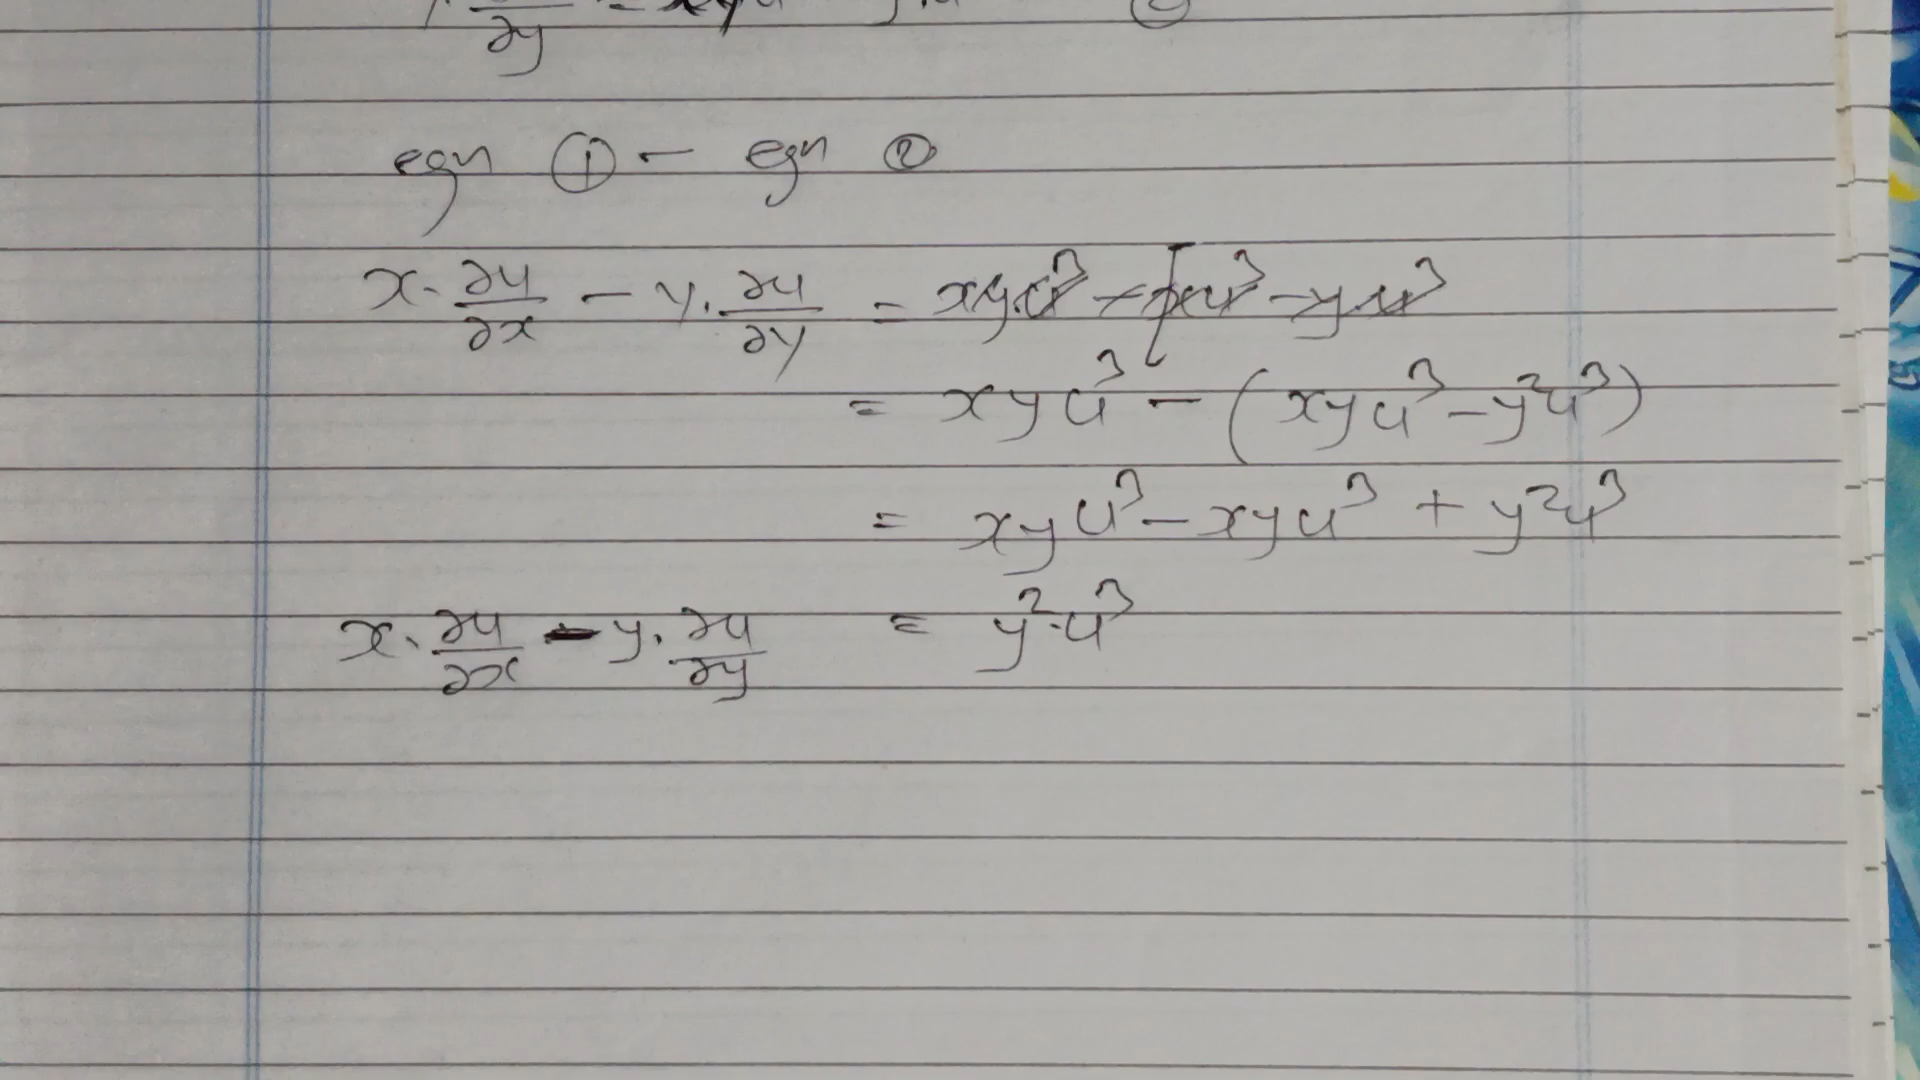 ∂y
eqn ① - eqn ②
x. ∂u/∂x - y. ∂u/∂y =
= xyu³ - (xyu³ - y²u³)
= xyu³ - xyu³ + y²u³
x. ∂u/∂x - y. ∂u/∂y = y².u³